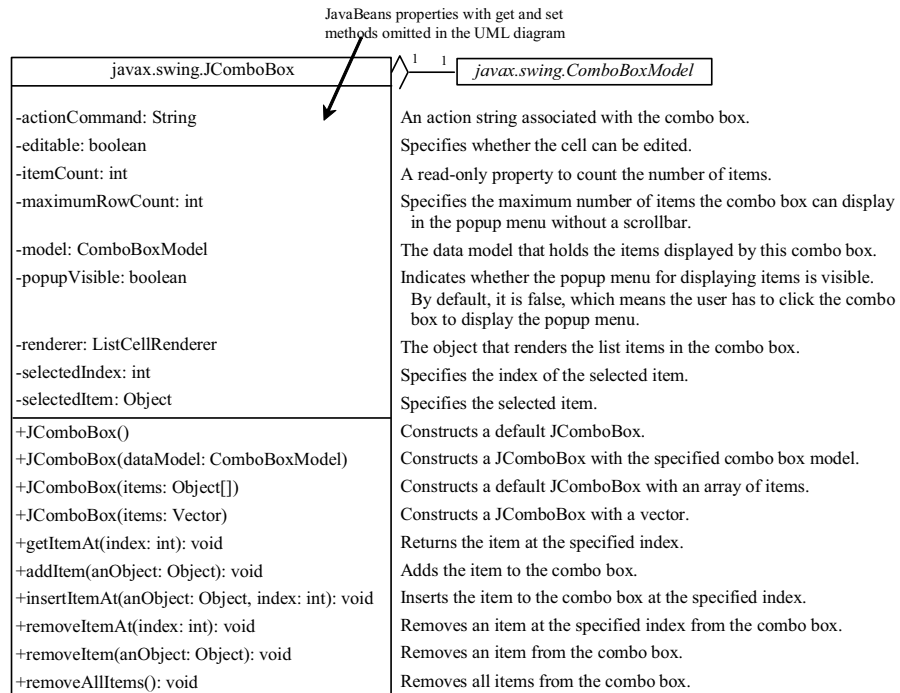 JavaBeans properties with get and set
methods omitted in the UML diagram
javax.swing.JComboBox
1
1
javax.swing.ComboBoxModel
-actionCommand: String
An action string associated with the combo box.
-editable: boolean
Specifies whether the cell can be edited.
-itemCount: int
A read-only property to count the number of items.
-maximumRowCount: int
Specifies the maximum number of items the combo box can display
in the popup menu without a scrollbar.
-model: ComboBoxModel
The data model that holds the items displayed by this combo box.
-popupVisible: boolean
Indicates whether the popup menu for displaying items is visible.
By default, it is false, which means the user has to click the combo
box to display the popup menu.
-renderer: ListCellRenderer
The object that renders the list items in the combo box.
-selectedIndex: int
Specifies the index of the selected item.
-selectedItem: Object
Specifies the selected item.
+JComboBox()
Constructs a default JComboBox.
+JComboBox(dataModel: ComboBoxModel)
Constructs a JComboBox with the specified combo box model.
+JComboBox(items: Object[])
Constructs a default JComboBox with an array of items.
+JComboBox(items: Vector)
Constructs a JComboBox with a vector.
+getItemAt(index: int): void
Returns the item at the specified index.
+addItem(anObject: Object): void
Adds the item to the combo box.
+insertItemAt(anObject: Object, index: int): void
Inserts the item to the combo box at the specified index.
+removeItemAt(index: int): void
Removes an item at the specified index from the combo box.
+removeItem(anObject: Object): void
Removes an item from the combo box.
+removeAllItems(): void
Removes all items from the combo box.